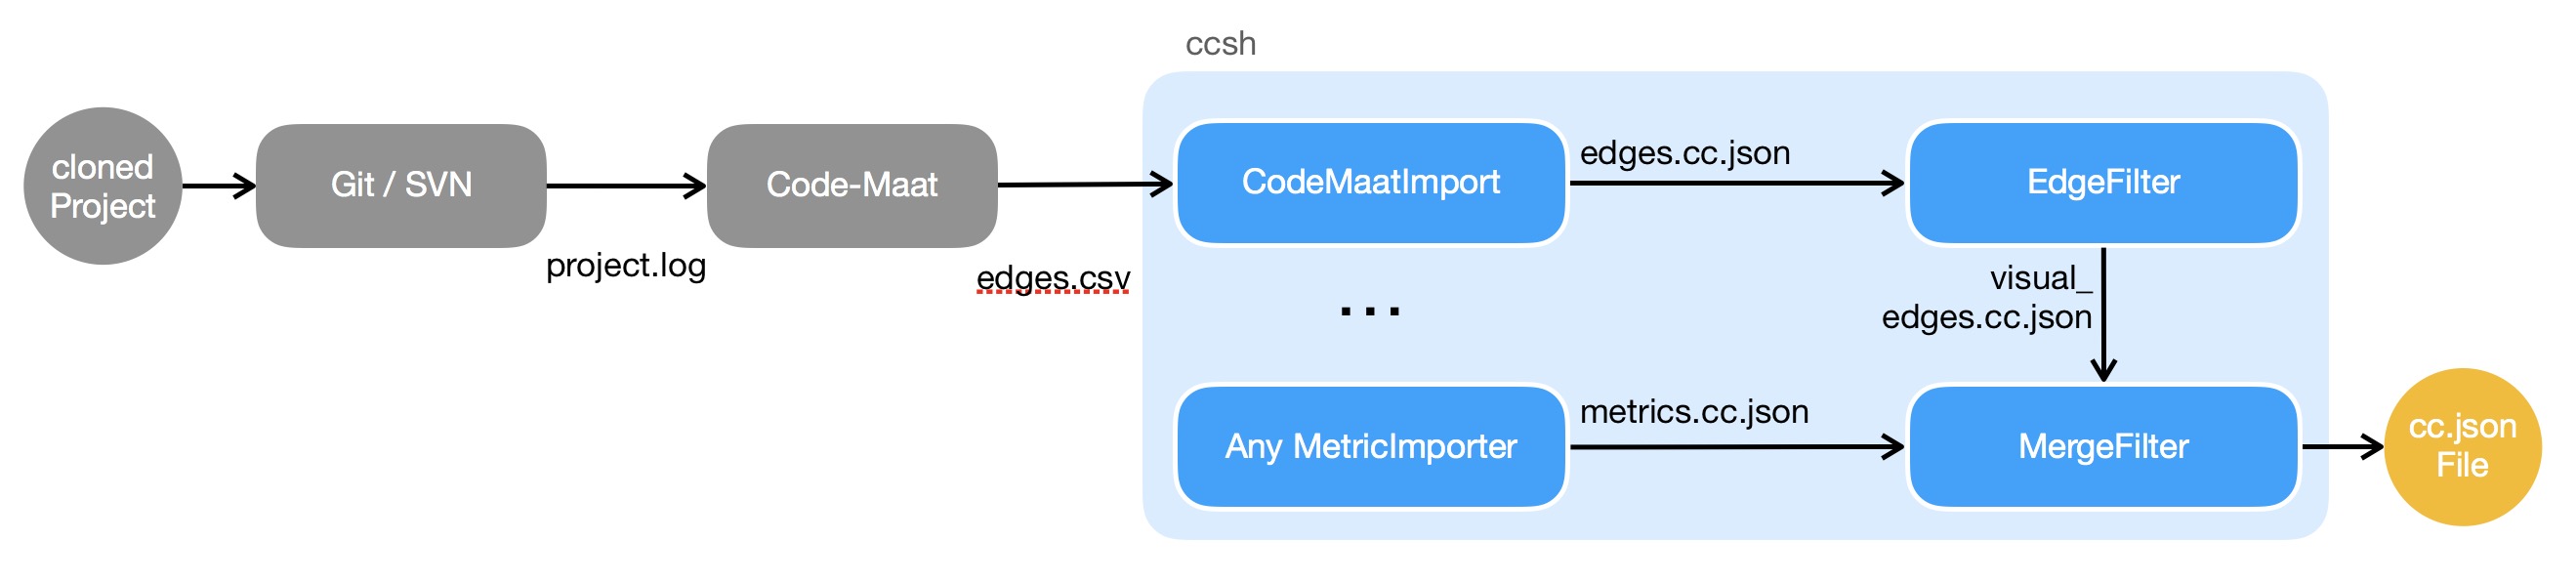 ccsh
cloned
Project
Git / SVN
project.log
Code-Maat
edges.csv
CodeMaatImport
edges.cc.json
EdgeFilter
visual_
edges.cc.json
...
Any MetricImporter
metrics.cc.json
MergeFilter
cc.json
File